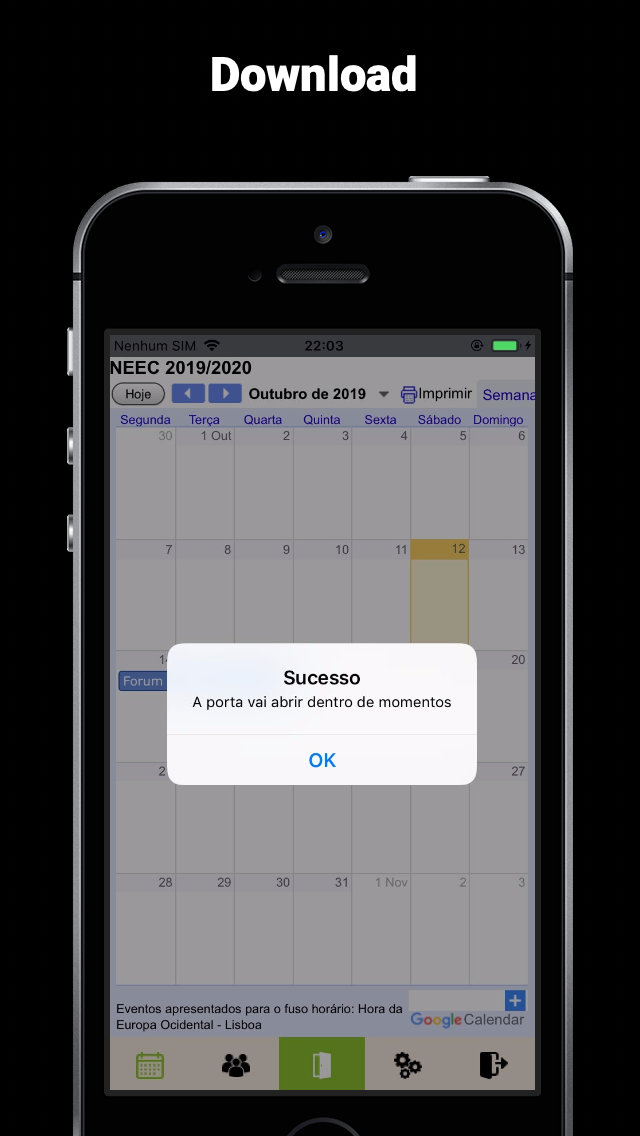 Download
Nenhum SIM 22:03
NEEC 2019/2020
Hoje Outubro de 2019 Imprimir Semana
Segunda Terça Quarta Quinta Sexta Sábado Domingo
30 1 Out 2 3 4 5 6
7 8 9 10 11 12 13
20
Forum
Sucesso
A porta vai abrir dentro de momentos
OK
27
28 29 30 31 1 Nov 2 3
Eventos apresentados para o fuso horário: Hora da
Europa Ocidental - Lisboa
Google Calendar